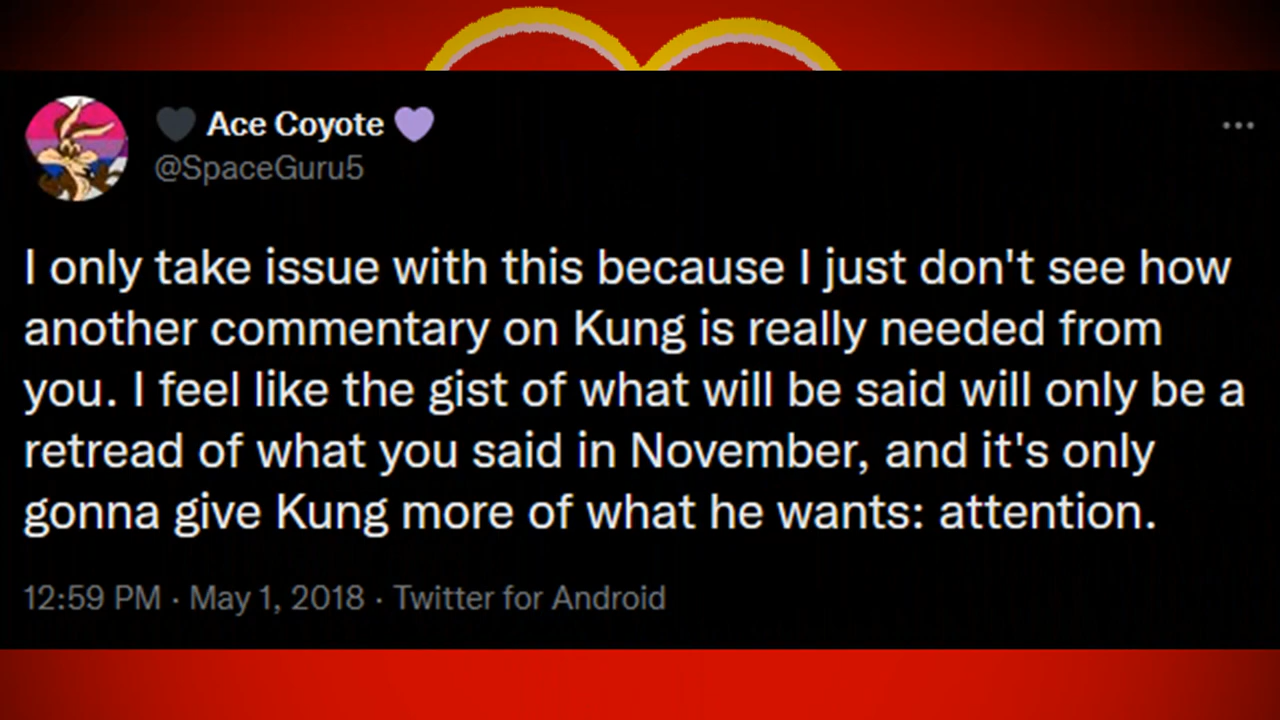 🖤 Ace Coyote 💜
@SpaceGuru5
I only take issue with this because I just don't see how
another commentary on Kung is really needed from
you. I feel like the gist of what will be said will only be a
retread of what you said in November, and it's only
gonna give Kung more of what he wants: attention.
12:59 PM · May 1, 2018 · Twitter for Android